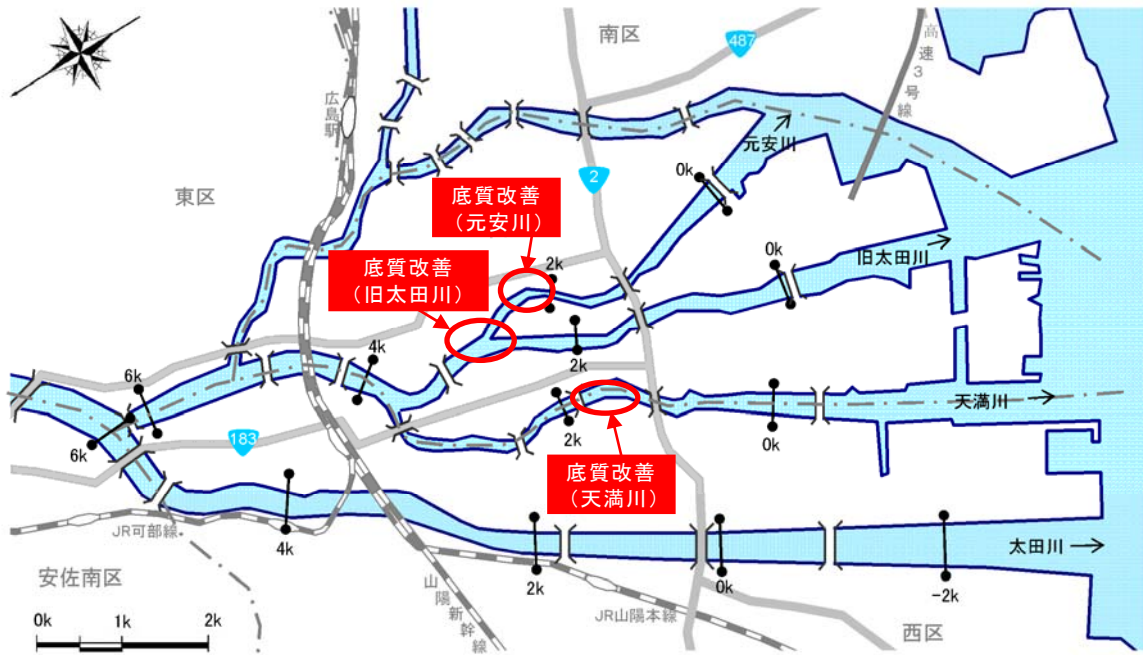 南区
487
高速3号線
広島駅
元安川
0k
東区
2
底質改善
（元安川）
2k
底質改善
（旧太田川）
0k
旧太田川
4k
2k
6k
6k
183
2k
0k
天満川
底質改善
（天満川）
JR可部線
4k
2k
0k
-2k
太田川
安佐南区
山陽新幹線
JR山陽本線
西区
0k 1k 2k